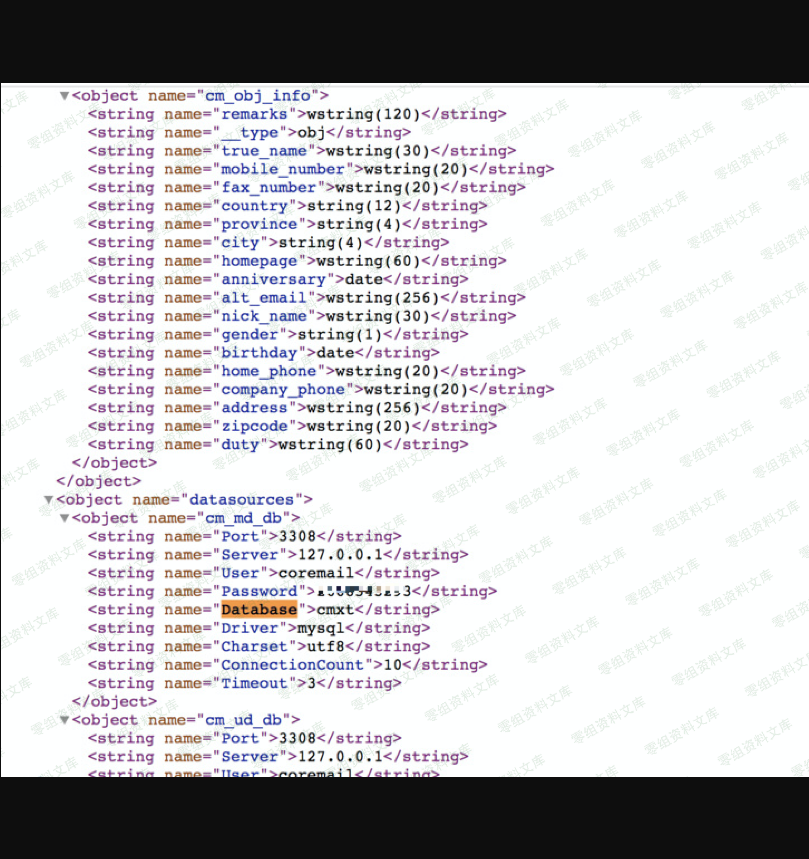 ▼<object name="cm_obj_info">
<string name="remarks">wstring(120)</string>
<string name="__type">obj</string>
<string name="true_name">wstring(30)</string>
<string name="mobile_number">wstring(20)</string>
<string name="fax_number">wstring(20)</string>
<string name="country">string(12)</string>
<string name="province">string(4)</string>
<string name="city">string(4)</string>
<string name="homepage">wstring(60)</string>
<string name="anniversary">date</string>
<string name="alt_email">wstring(256)</string>
<string name="nick_name">wstring(30)</string>
<string name="gender">string(1)</string>
<string name="birthday">date</string>
<string name="home_phone">wstring(20)</string>
<string name="company_phone">wstring(20)</string>
<string name="address">wstring(256)</string>
<string name="zipcode">wstring(20)</string>
<string name="duty">wstring(60)</string>
</object>
</object>
▼<object name="datasources">
▼<object name="cm_md_db">
<string name="Port">3308</string>
<string name="Server">127.0.0.1</string>
<string name="User">coremail</string>
<string name="Password"></string>
<string name="Database">cmxt</string>
<string name="Driver">mysql</string>
<string name="Charset">utf8</string>
<string name="ConnectionCount">10</string>
<string name="Timeout">3</string>
</object>
▼<object name="cm_ud_db">
<string name="Port">3308</string>
<string name="Server">127.0.0.1</string>
<string name="User">coremail</string>
零组资料文库